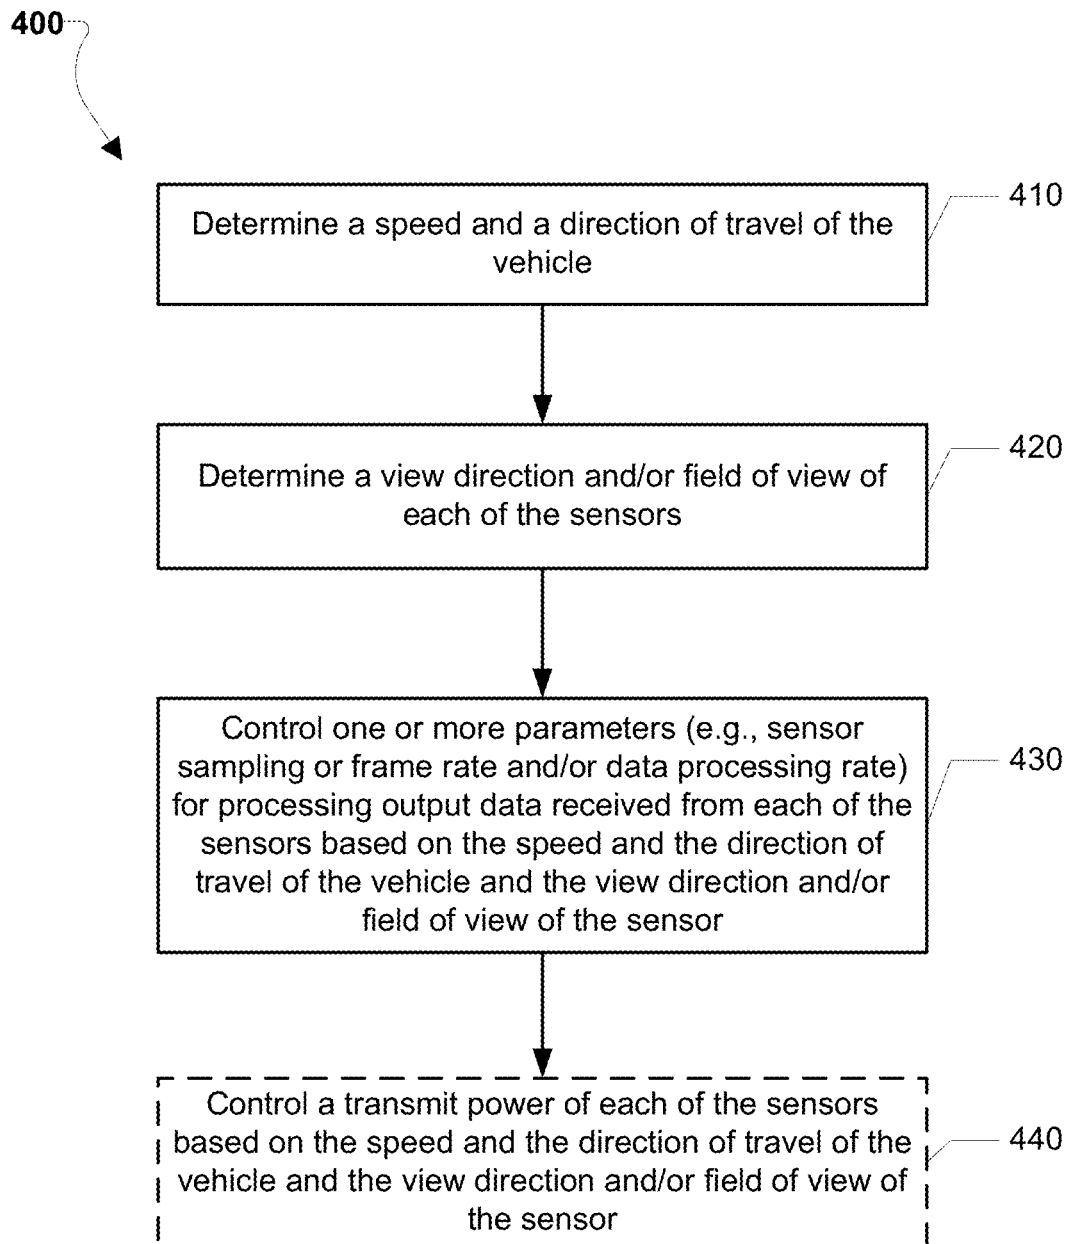 400
Determine a speed and a direction of travel of the
vehicle
410
Determine a view direction and/or field of view of
each of the sensors
420
Control one or more parameters (e.g., sensor
sampling or frame rate and/or data processing rate)
for processing output data received from each of the
sensors based on the speed and the direction of
travel of the vehicle and the view direction and/or
field of view of the sensor
430
Control a transmit power of each of the sensors
based on the speed and the direction of travel of the
vehicle and the view direction and/or field of view of
the sensor
440